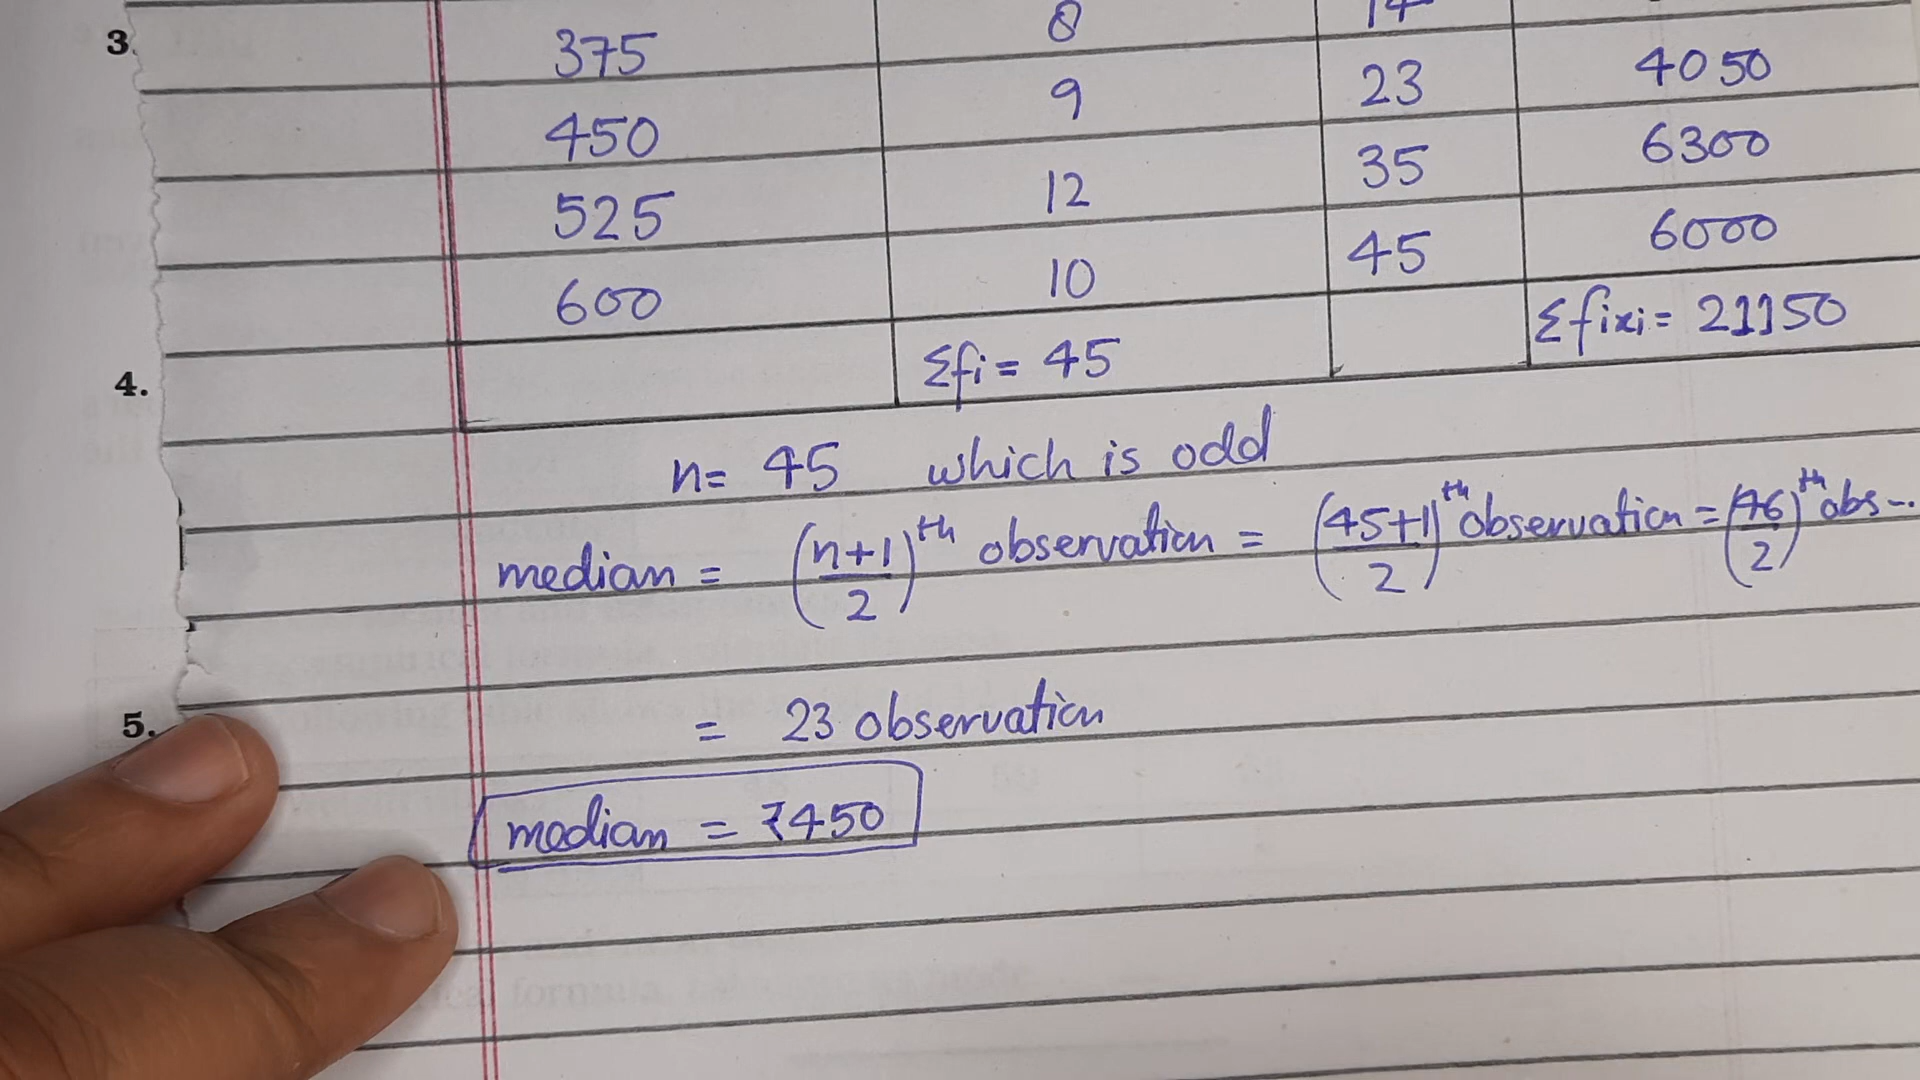 3.
375 8 14
450 9 23 4050
525 12 35 6300
600 10 45 6000
Σfi = 45 Σfixi = 21150
4.
n= 45 which is odd
median = (n+1/2)th observation = (45+1/2)th observation = (46/2)th obs...
5.
= 23 observation
median = ₹450